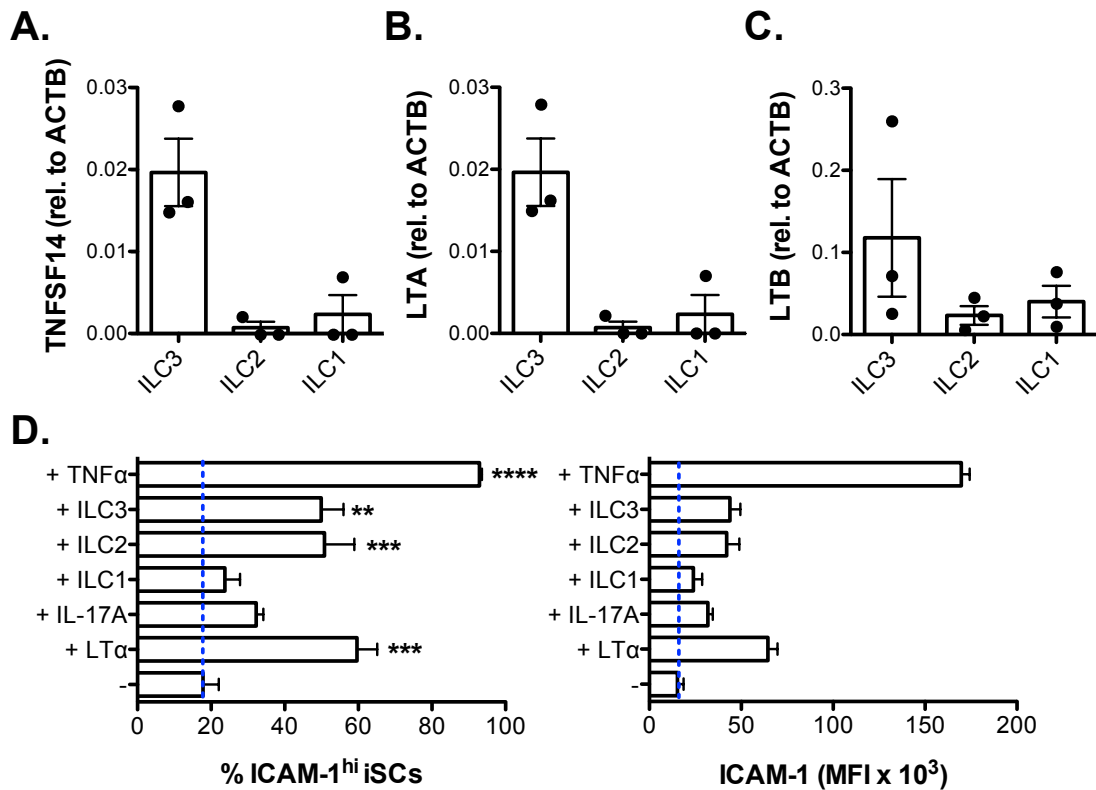 A.
B.
C.
TNFSF14 (rel. to ACTB)
0.03
0.02
0.01
0.00
ILC3
ILC2
ILC1
LTA (rel. to ACTB)
0.03
0.02
0.01
0.00
ILC3
ILC2
ILC1
LTB (rel. to ACTB)
0.3
0.2
0.1
0.0
ILC3
ILC2
ILC1
D.
+ TNFα
****
+ ILC3
**
+ ILC2
***
+ ILC1
+ IL-17A
+ LTα
***
-
0 20 40 60 80 100
% ICAM-1hi iSCs
+ TNFα
+ ILC3
+ ILC2
+ ILC1
+ IL-17A
+ LTα
-
0 50 100 150 200
ICAM-1 (MFI x 10³)